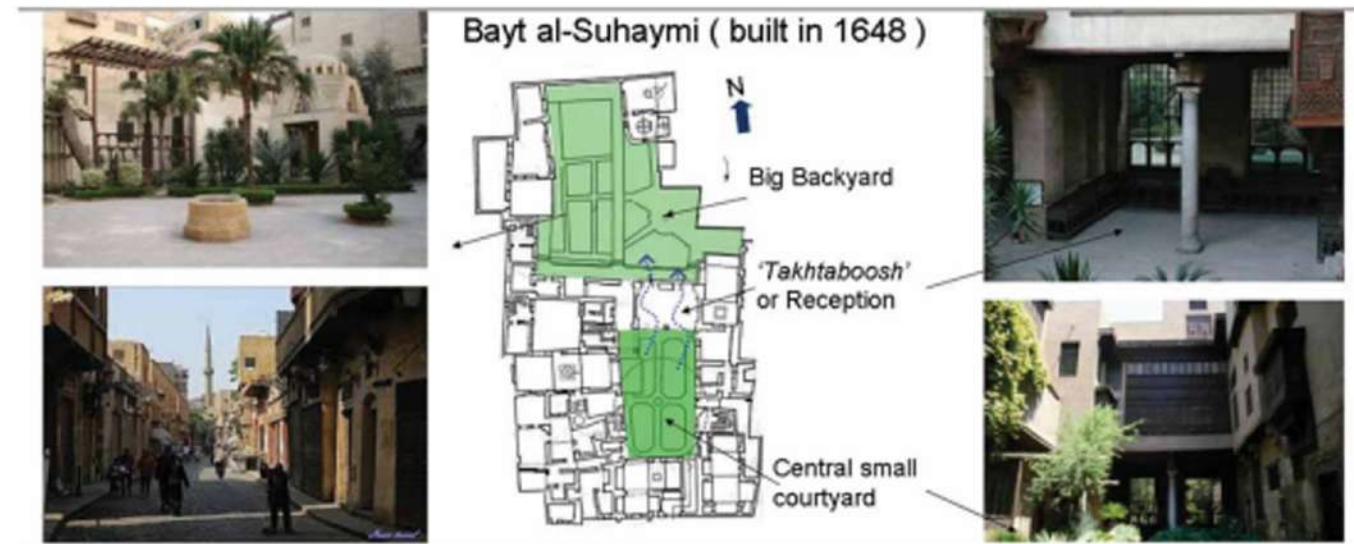 Bayt al-Suhaymi ( built in 1648 )
N
Big Backyard
'Takhtaboosh'
or Reception
Central small
courtyard